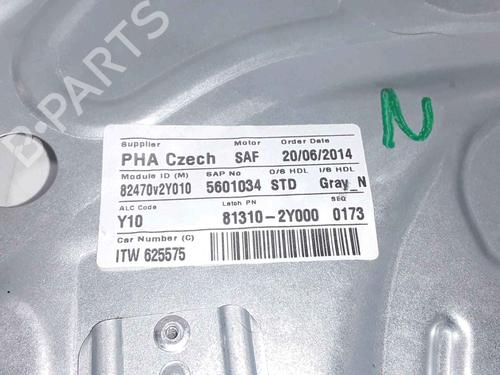 B-PARTS
N
Supplier Motor Order Date
PHA Czech SAF 20/06/2014
Module ID (M) SAP No O/S HDL I/S HDL
82470v2Y010 5601034 STD Gray_N
ALC Code Latch PN SEQ
Y10 81310-2Y000 0173
Car Number (C)
ITW 625575